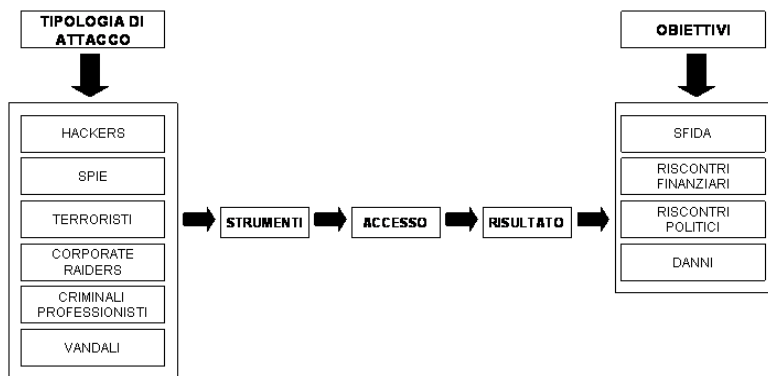 TIPOLOGIA DI
ATTACCO
HACKERS
SPIE
TERRORISTI
CORPORATE
RAIDERS
CRIMINALI
PROFESSIONISTI
VANDALI
STRUMENTI
ACCESSO
RISULTATO
OBIETTIVI
SFIDA
RISCONTRI
FINANZIARI
RISCONTRI
POLITICI
DANNI